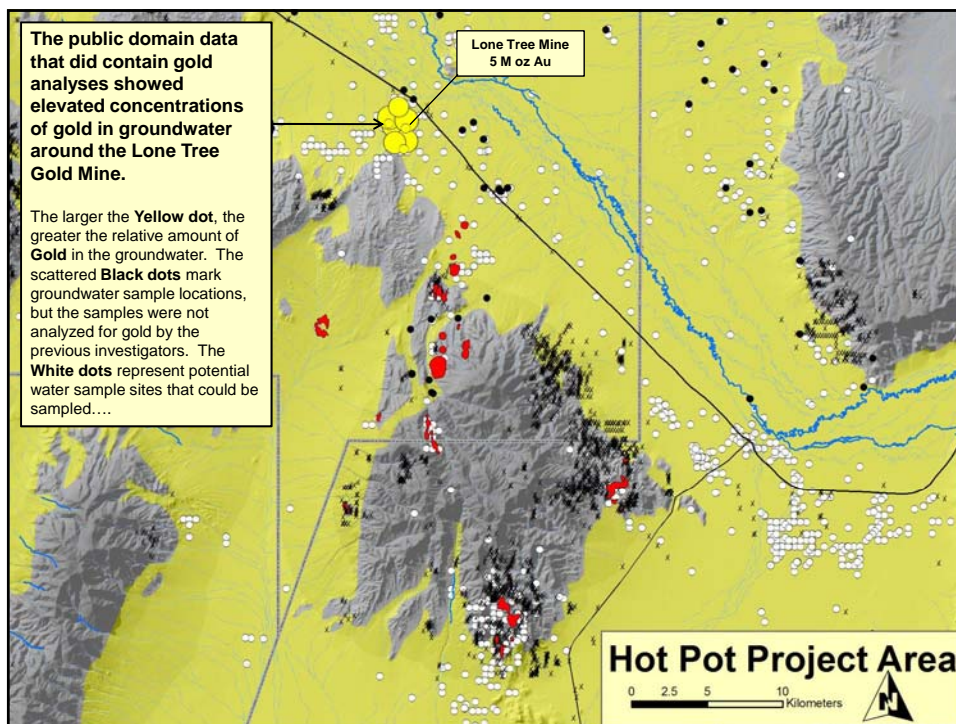 The public domain data
that did contain gold
analyses showed
elevated concentrations
of gold in groundwater
around the Lone Tree
Gold Mine.
The larger the Yellow dot, the
greater the relative amount of
Gold in the groundwater. The
scattered Black dots mark
groundwater sample locations,
but the samples were not
analyzed for gold by the
previous investigators. The
White dots represent potential
water sample sites that could be
sampled….
Lone Tree Mine
5 M oz Au
Hot Pot Project Area
0 2.5 5 10
Kilometers
N